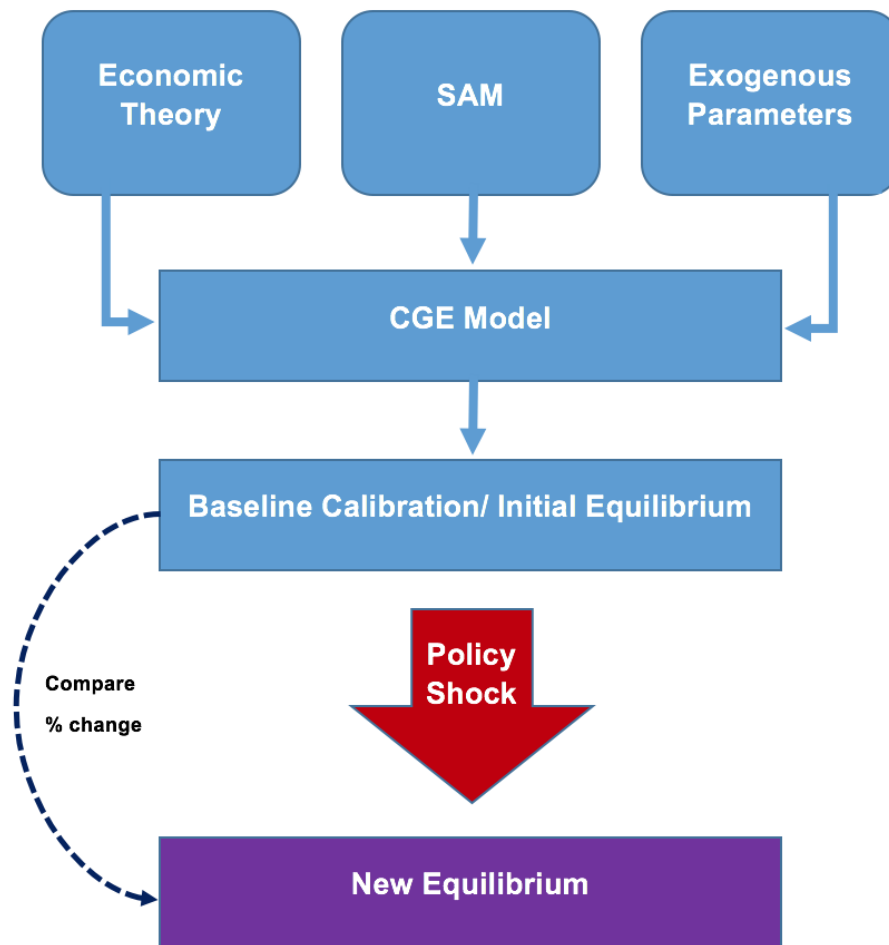 Economic
Theory
SAM
Exogenous
Parameters
CGE Model
Baseline Calibration/ Initial Equilibrium
Policy
Shock
Compare
% change
New Equilibrium